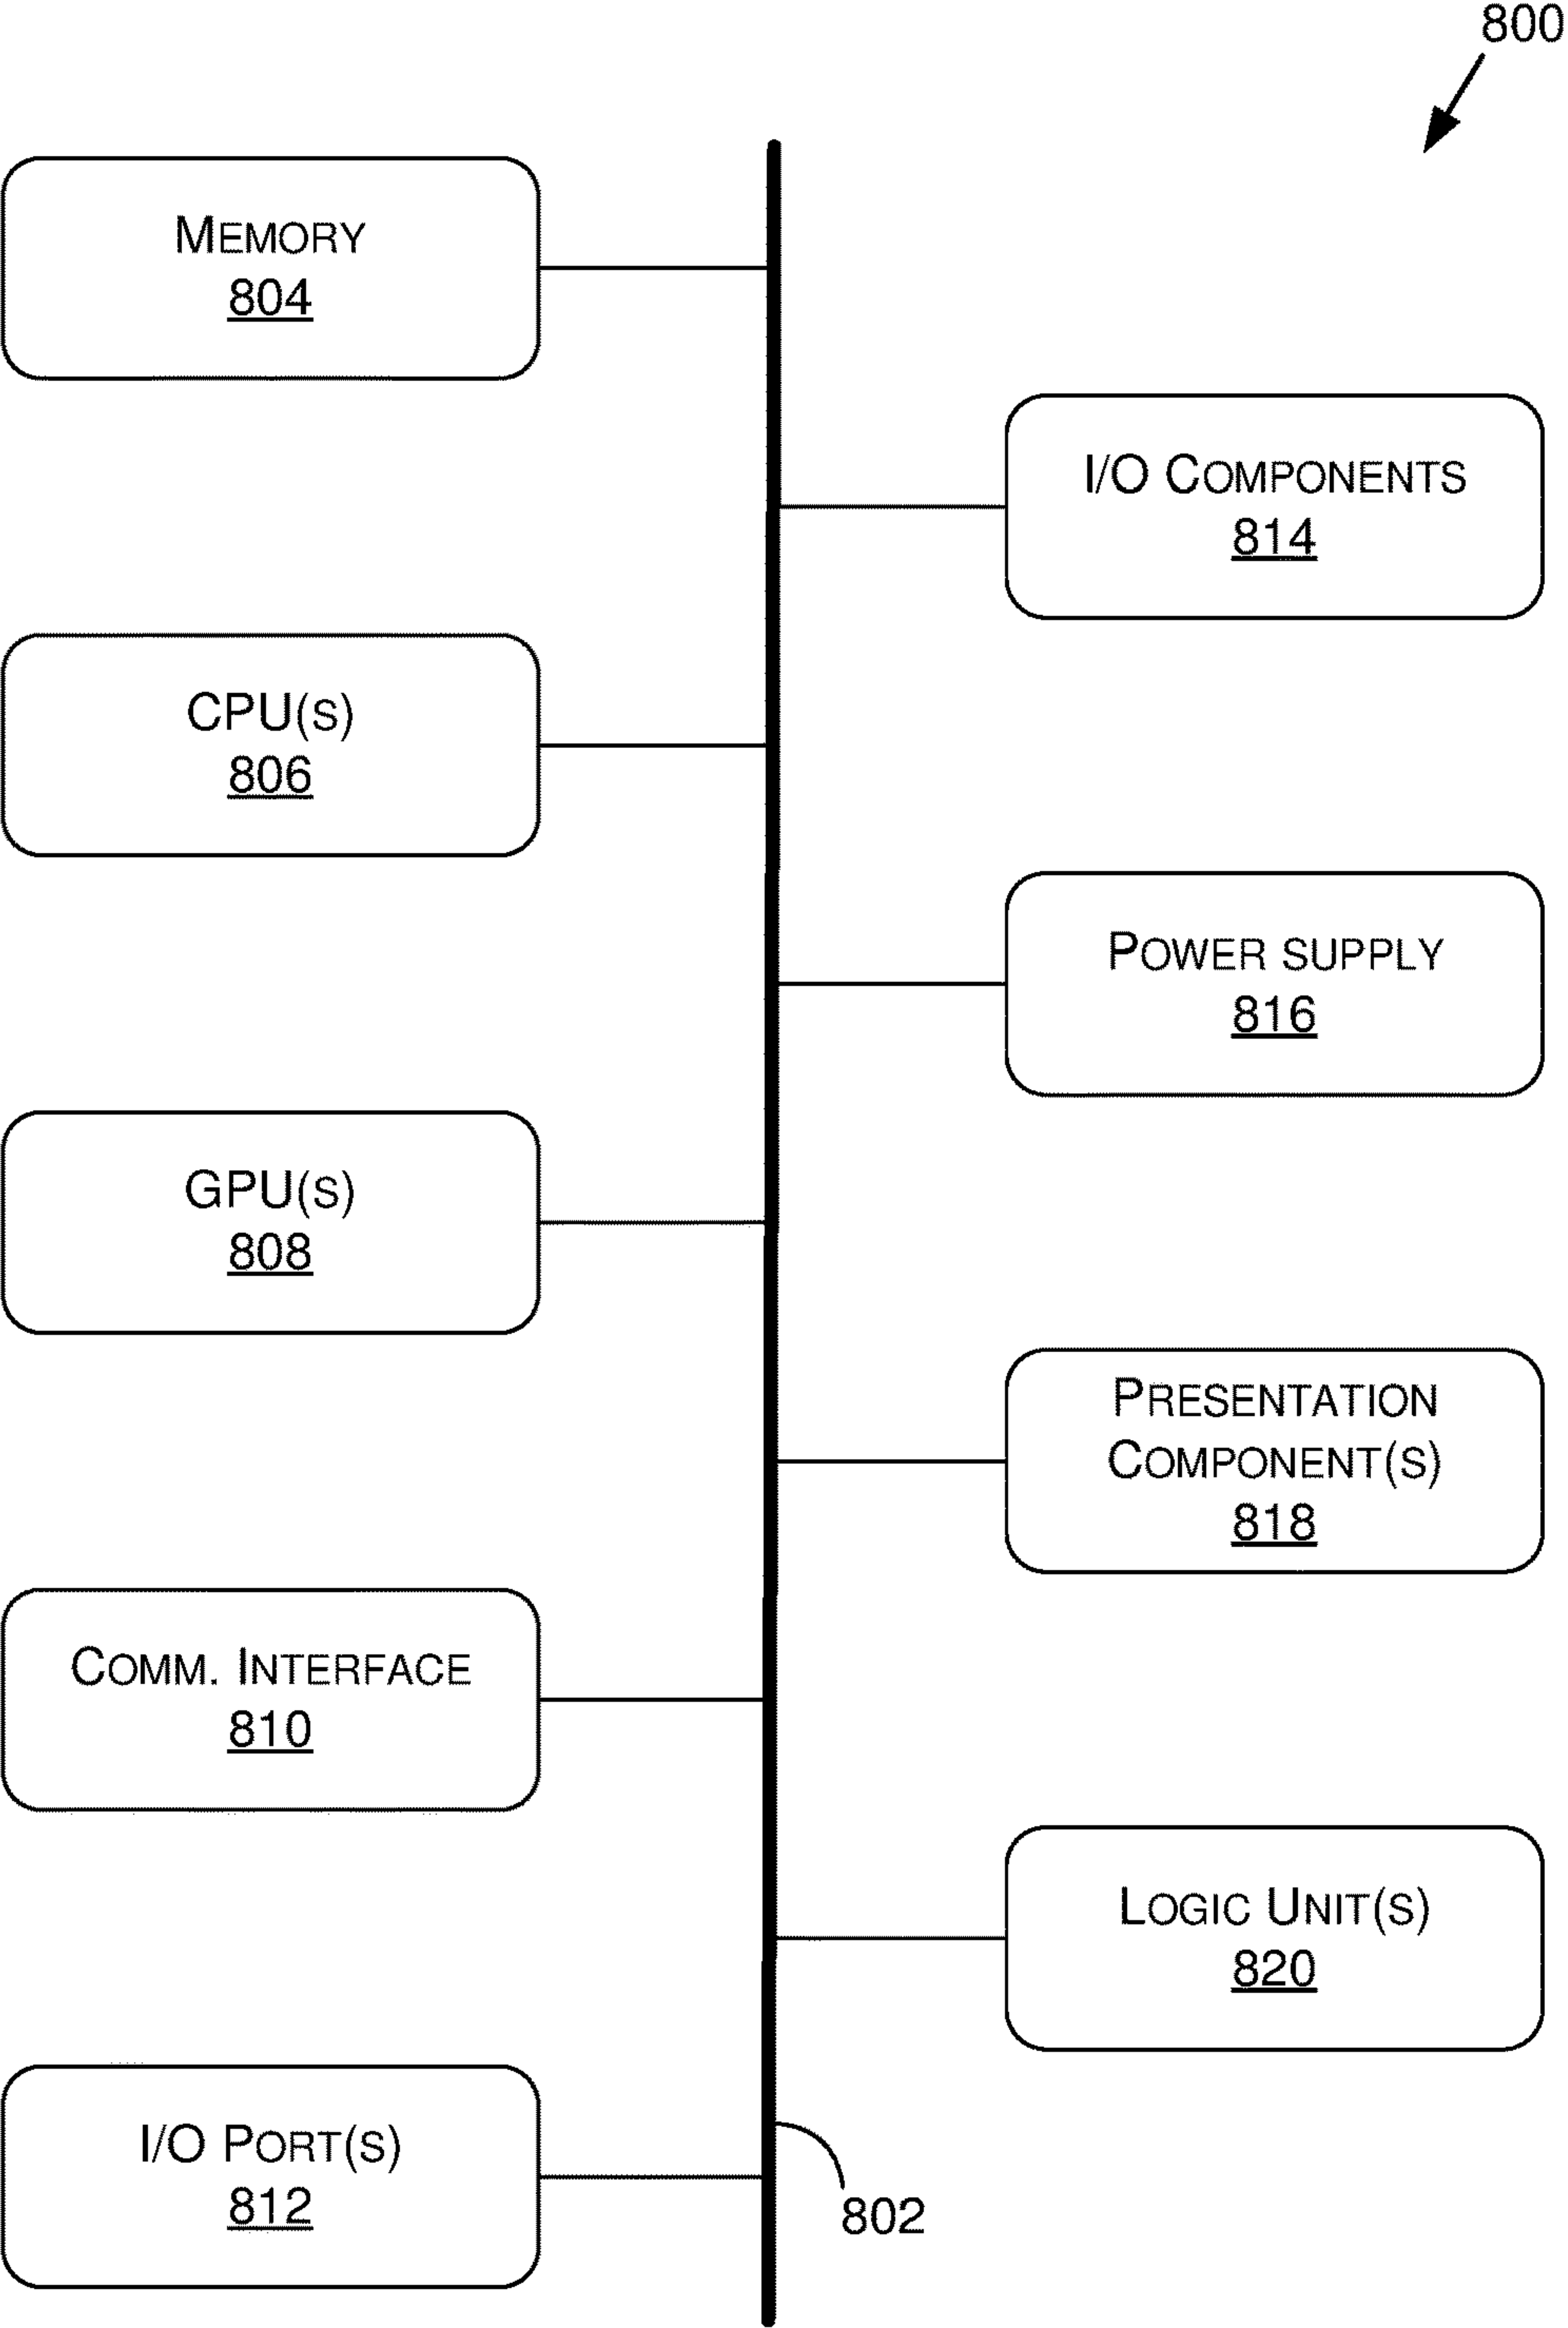 800
MEMORY
804
I/O COMPONENTS
814
CPU(S)
806
POWER SUPPLY
816
GPU(S)
808
PRESENTATION
COMPONENT(S)
818
COMM. INTERFACE
810
LOGIC UNIT(S)
820
I/O PORT(S)
812
802